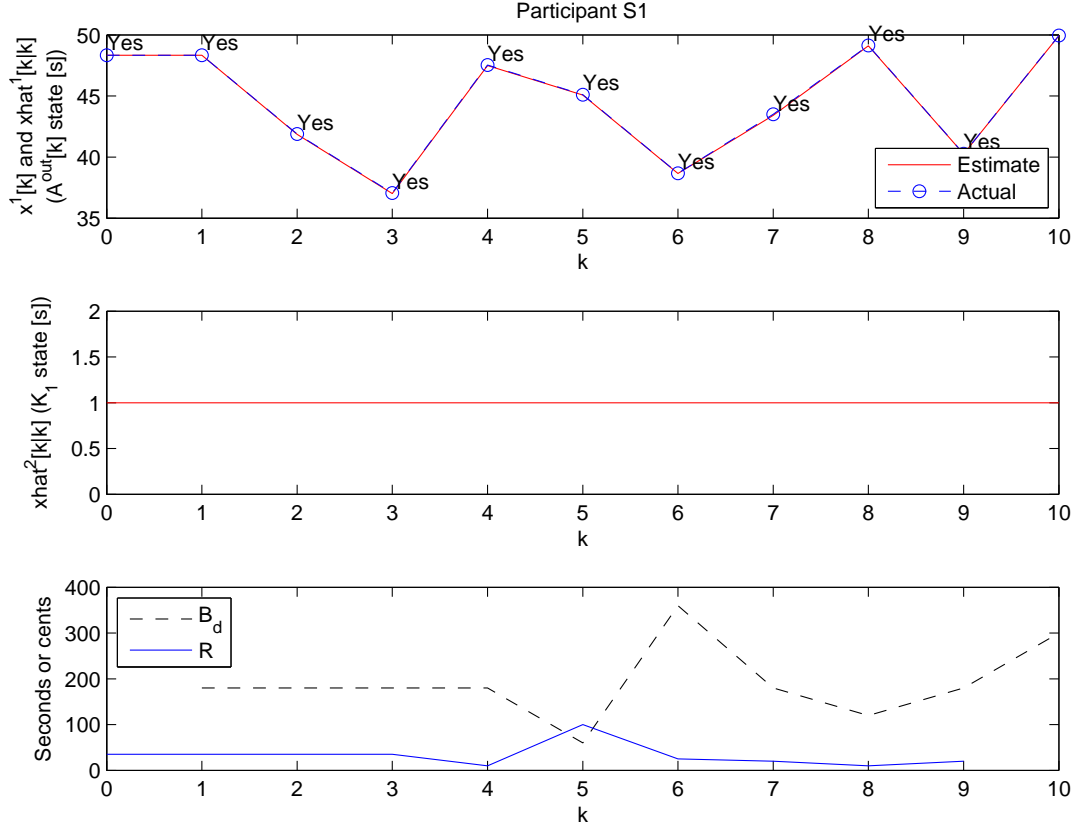 Participant S1
x^1[k] and xhat^1[k|k]
(A^out[k] state [s]
50
45
40
35
Yes
Yes
Yes
Yes
Yes
Yes
Yes
Yes
Yes
Estimate
Actual
0 1 2 3 4 5 6 7 8 9 10
k
xhat^2[k|k] (K_1 state [s])
2
1.5
1
0.5
0
0 1 2 3 4 5 6 7 8 9 10
k
Seconds or cents
400
300
200
100
0
B_d
R
0 1 2 3 4 5 6 7 8 9 10
k